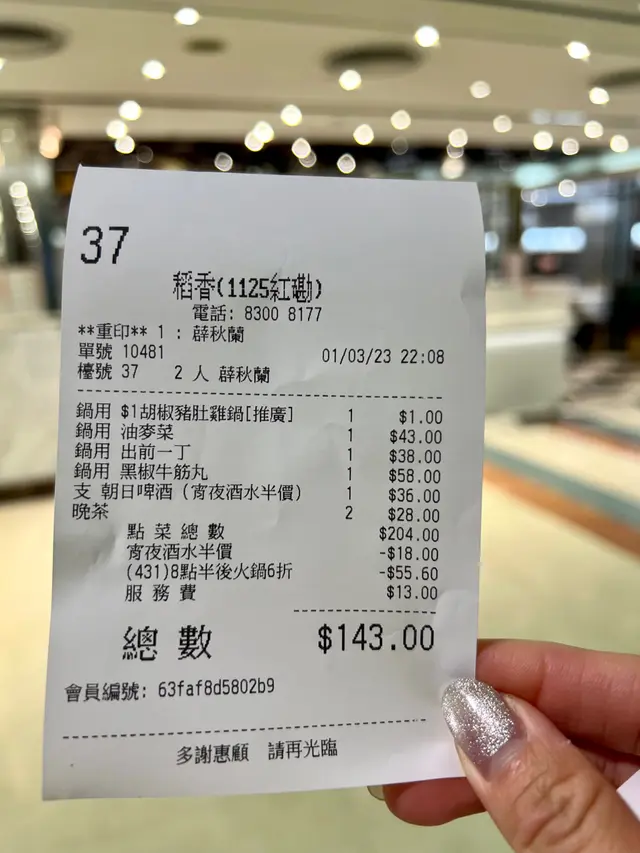 37
稻香(1125紅磡)
電話: 8300 8177
**重印** 1 : 薜秋蘭
單號 10481 01/03/23 22:08
檯號 37 2 人 薜秋蘭
鍋用 $1胡椒豬肚雞鍋[推廣] 1 $1.00
鍋用 油麥菜 1 $43.00
鍋用 出前一丁 1 $38.00
鍋用 黑椒牛筋丸 1 $58.00
支 朝日啤酒(宵夜酒水半價) 1 $36.00
晚茶 2 $28.00
點菜總數 $204.00
宵夜酒水半價 -$18.00
(431)8點半後火鍋6折 -$55.60
服務費 $13.00
總數 $143.00
會員編號: 63faf8d5802b9
多謝惠顧 請再光臨